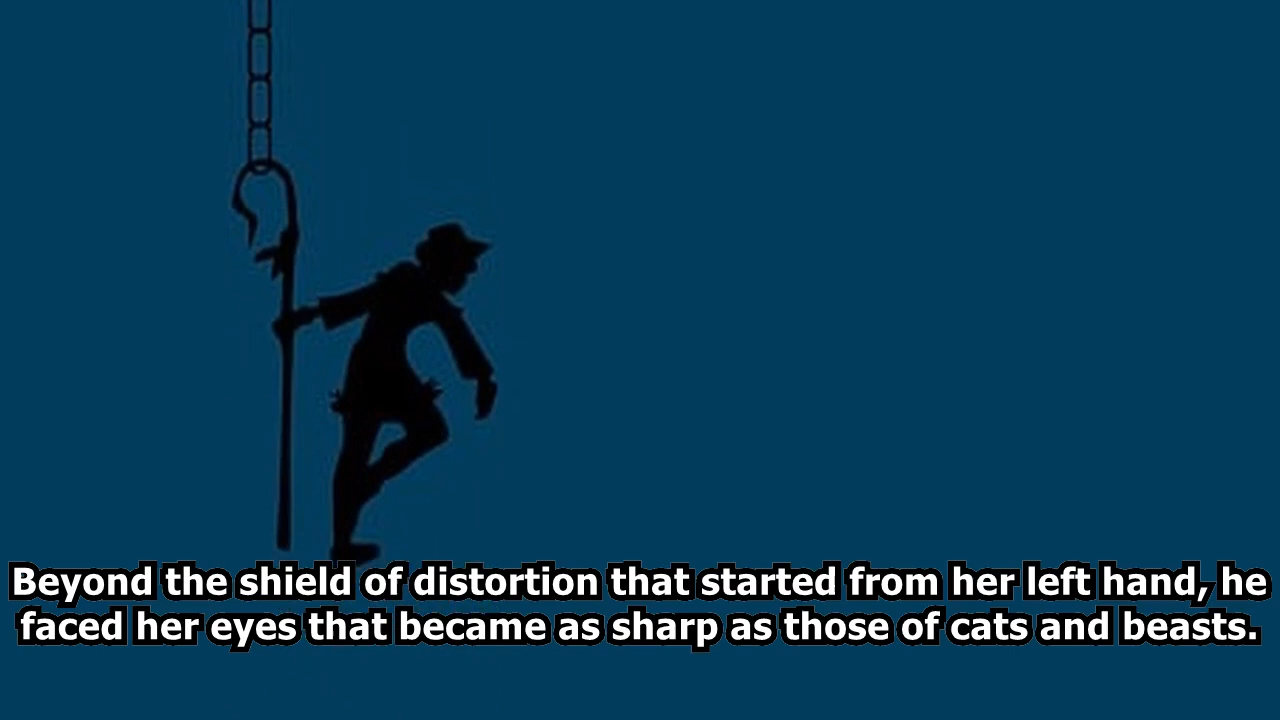 Beyond the shield of distortion that started from her left hand, he
faced her eyes that became as sharp as those of cats and beasts.